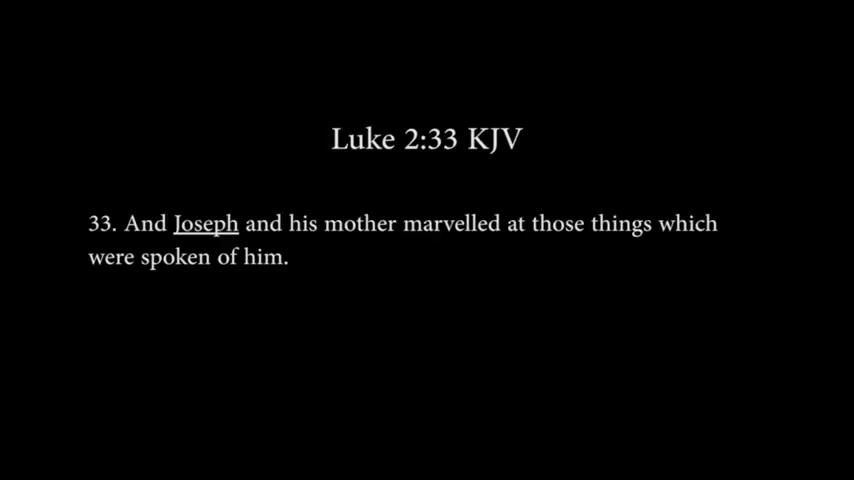 Luke 2:33 KJV
33. And Joseph and his mother marvelled at those things which
were spoken of him.